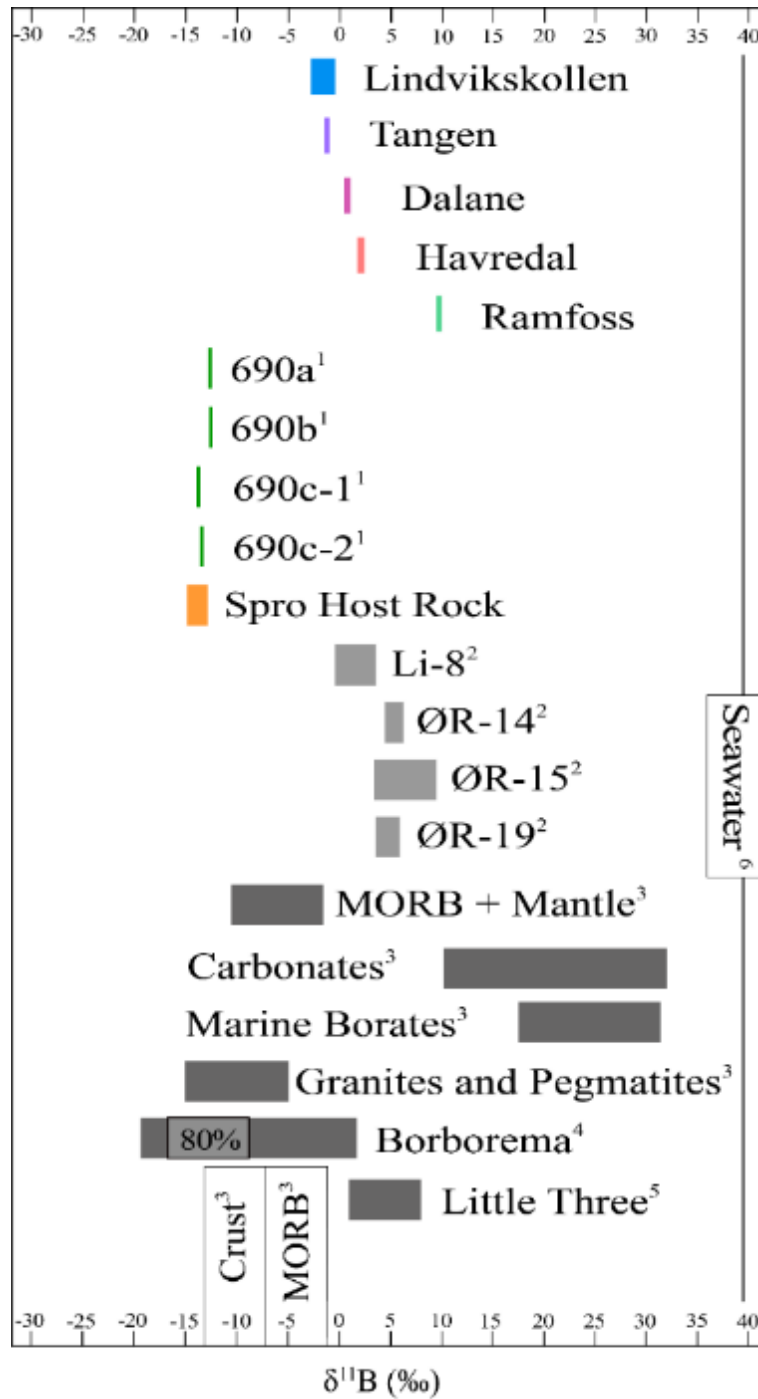 -30 -25 -20 -15 -10 -5 0 5 10 15 20 25 30 35 40
Lindvikskollen
Tangen
Dalane
Havredal
Ramfoss
690a¹
690b¹
690c-1¹
690c-2¹
Spro Host Rock
Li-8²
ØR-14²
ØR-15²
ØR-19²
Seawater⁶
MORB + Mantle³
Carbonates³
Marine Borates³
Granites and Pegmatites³
80% Borborema⁴
Little Three⁵
Crust³
MORB³
-30 -25 -20 -15 -10 -5 0 5 10 15 20 25 30 35 40
δ¹¹B (‰)